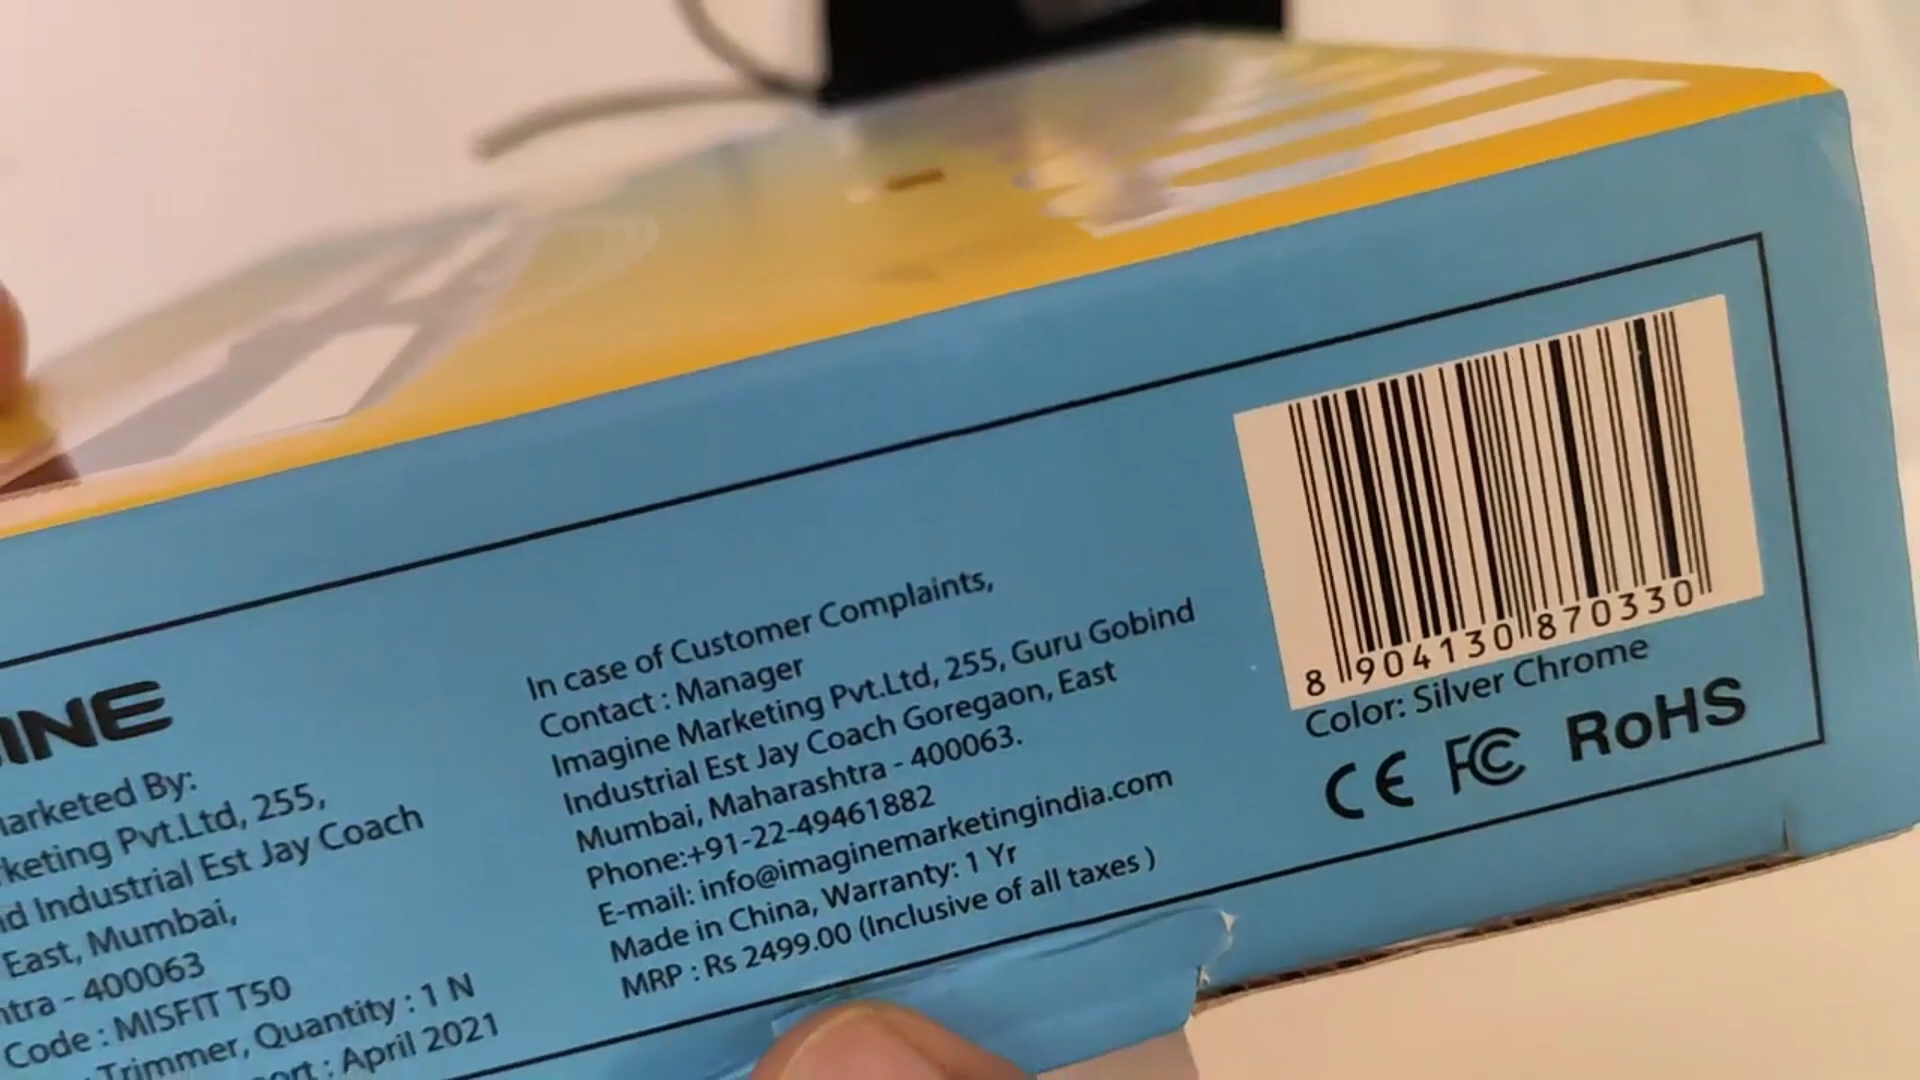 INE
arketed By:
keting Pvt.Ltd, 255,
d Industrial Est Jay Coach
East, Mumbai,
tra - 400063
Code : MISFIT T50
Trimmer, Quantity : 1 N
ort : April 2021
In case of Customer Complaints,
Contact : Manager
Imagine Marketing Pvt.Ltd, 255, Guru Gobind
Industrial Est Jay Coach Goregaon, East
Mumbai, Maharashtra - 400063.
Phone:+91-22-49461882
E-mail: info@imaginemarketingindia.com
Made in China, Warranty: 1 Yr
MRP : Rs 2499.00 (Inclusive of all taxes )
8 904130 870330
Color: Silver Chrome
CE FC RoHS